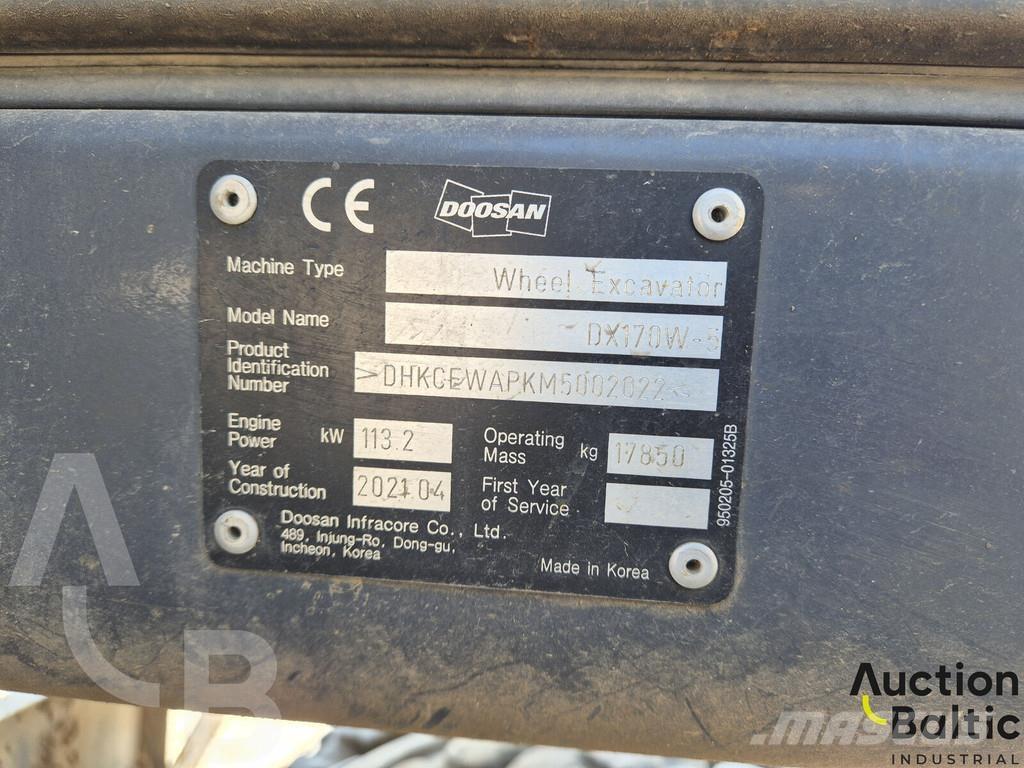 CE DOOSAN
Machine Type Wheel Excavator
Model Name DX170W-5
Product
Identification
Number >DHKCEWAPKM5002022<
Engine
Power kW 113.2
Operating
Mass kg 17850
Year of
Construction 2021 04
First Year
of Service
Doosan Infracore Co., Ltd.
489, Injung-Ro, Dong-gu,
Incheon, Korea
Made in Korea
950205-01325B
AB
Auction
Baltic
INDUSTRIAL